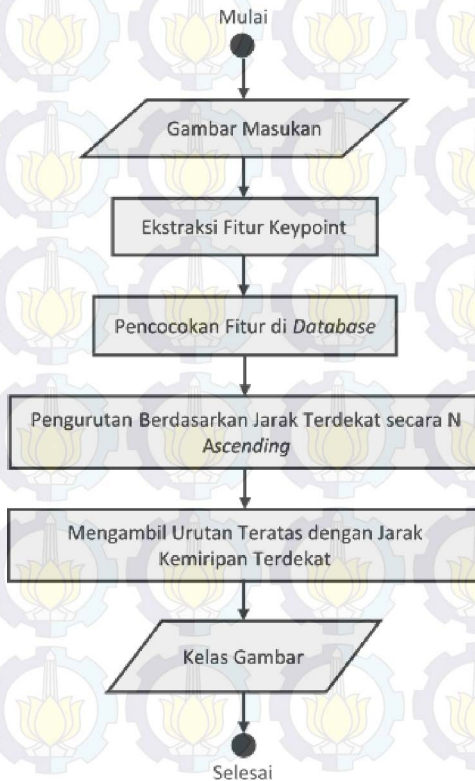 Mulai
Gambar Masukan
Ekstraksi Fitur Keypoint
Pencocokan Fitur di Database
Pengurutan Berdasarkan Jarak Terdekat secara N
Ascending
Mengambil Urutan Teratas dengan Jarak
Kemiripan Terdekat
Kelas Gambar
Selesai